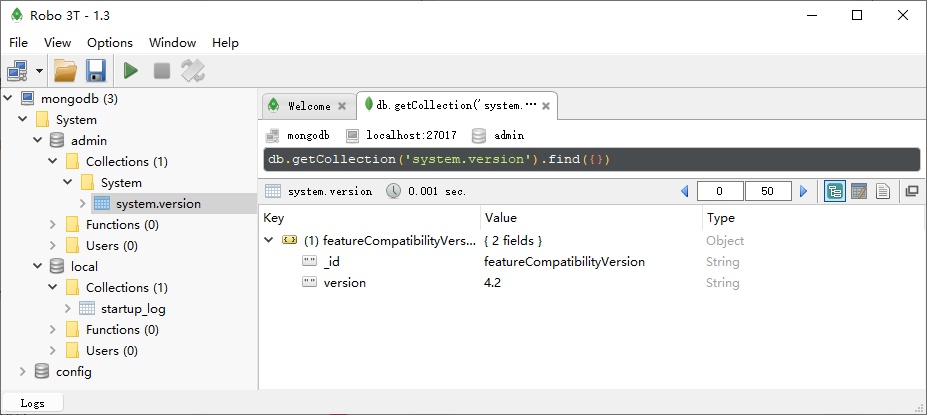 Robo 3T - 1.3
File View Options Window Help
mongodb (3)
System
admin
Collections (1)
System
system.version
Functions (0)
Users (0)
local
Collections (1)
startup_log
Functions (0)
Users (0)
config
Welcome
db.getCollection('system.…
mongodb localhost:27017 admin
db.getCollection('system.version').find({})
system.version 0.001 sec. 0 50
Key Value Type
(1) featureCompatibilityVers... { 2 fields } Object
_id featureCompatibilityVersion String
version 4.2 String
Logs